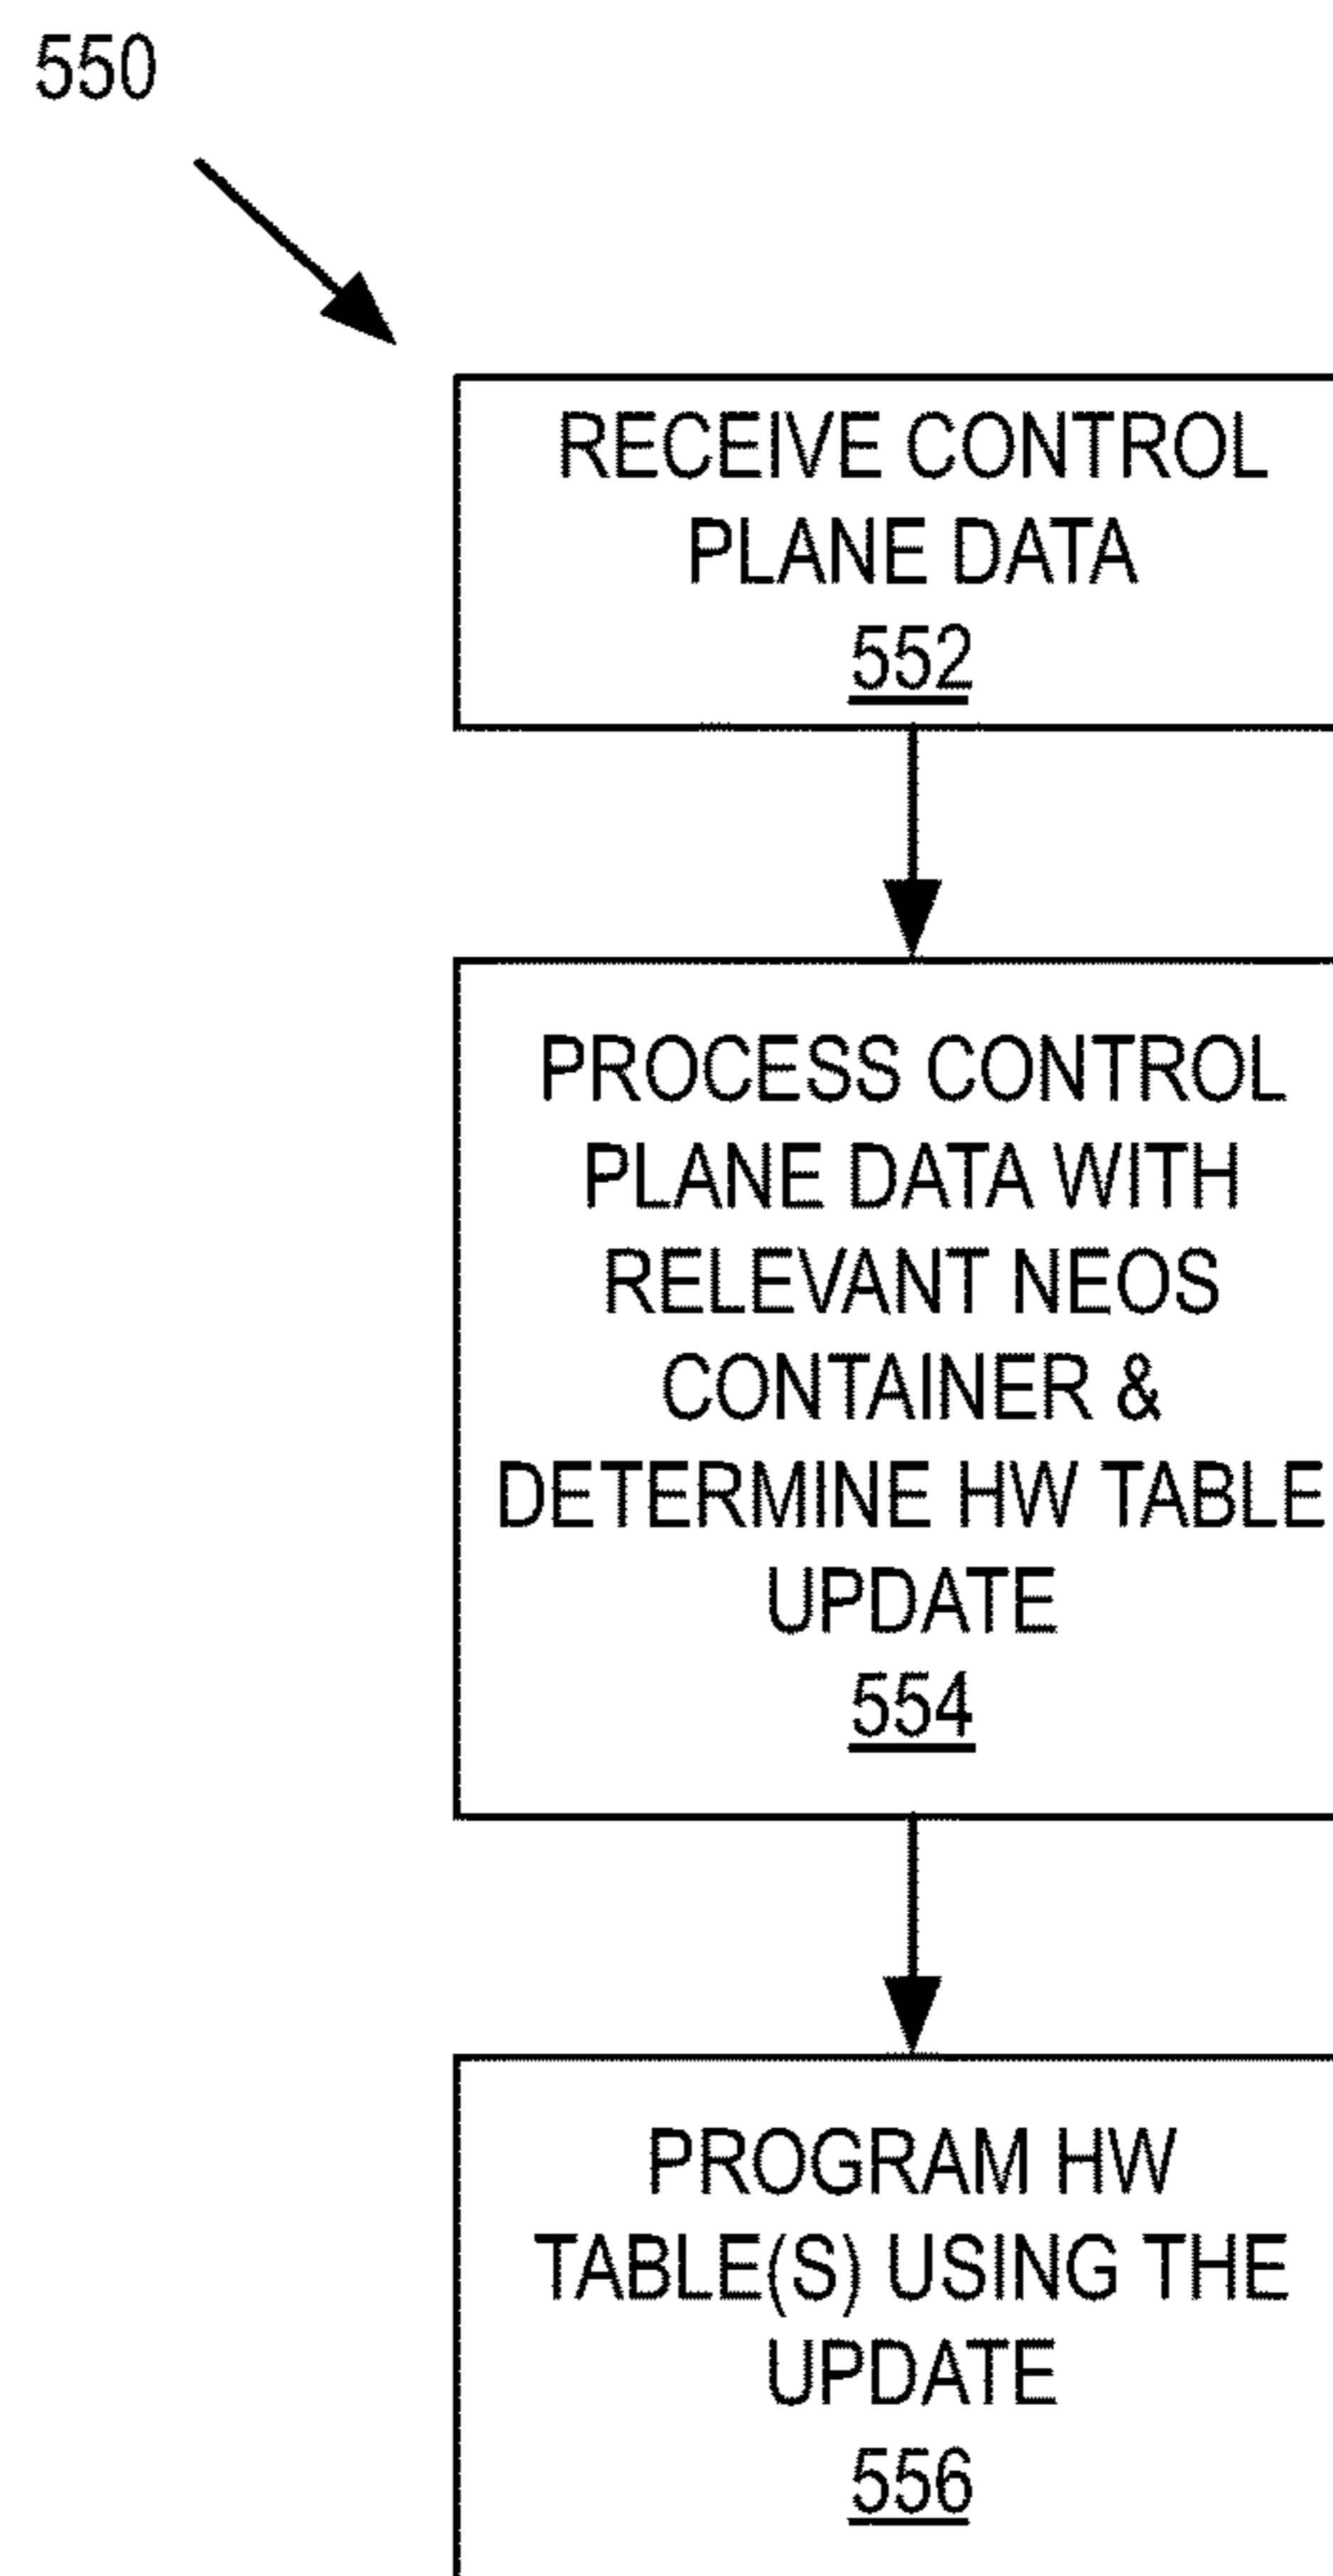 550
RECEIVE CONTROL
PLANE DATA
552
PROCESS CONTROL
PLANE DATA WITH
RELEVANT NEOS
CONTAINER &
DETERMINE HW TABLE
UPDATE
554
PROGRAM HW
TABLE(S) USING THE
UPDATE
556